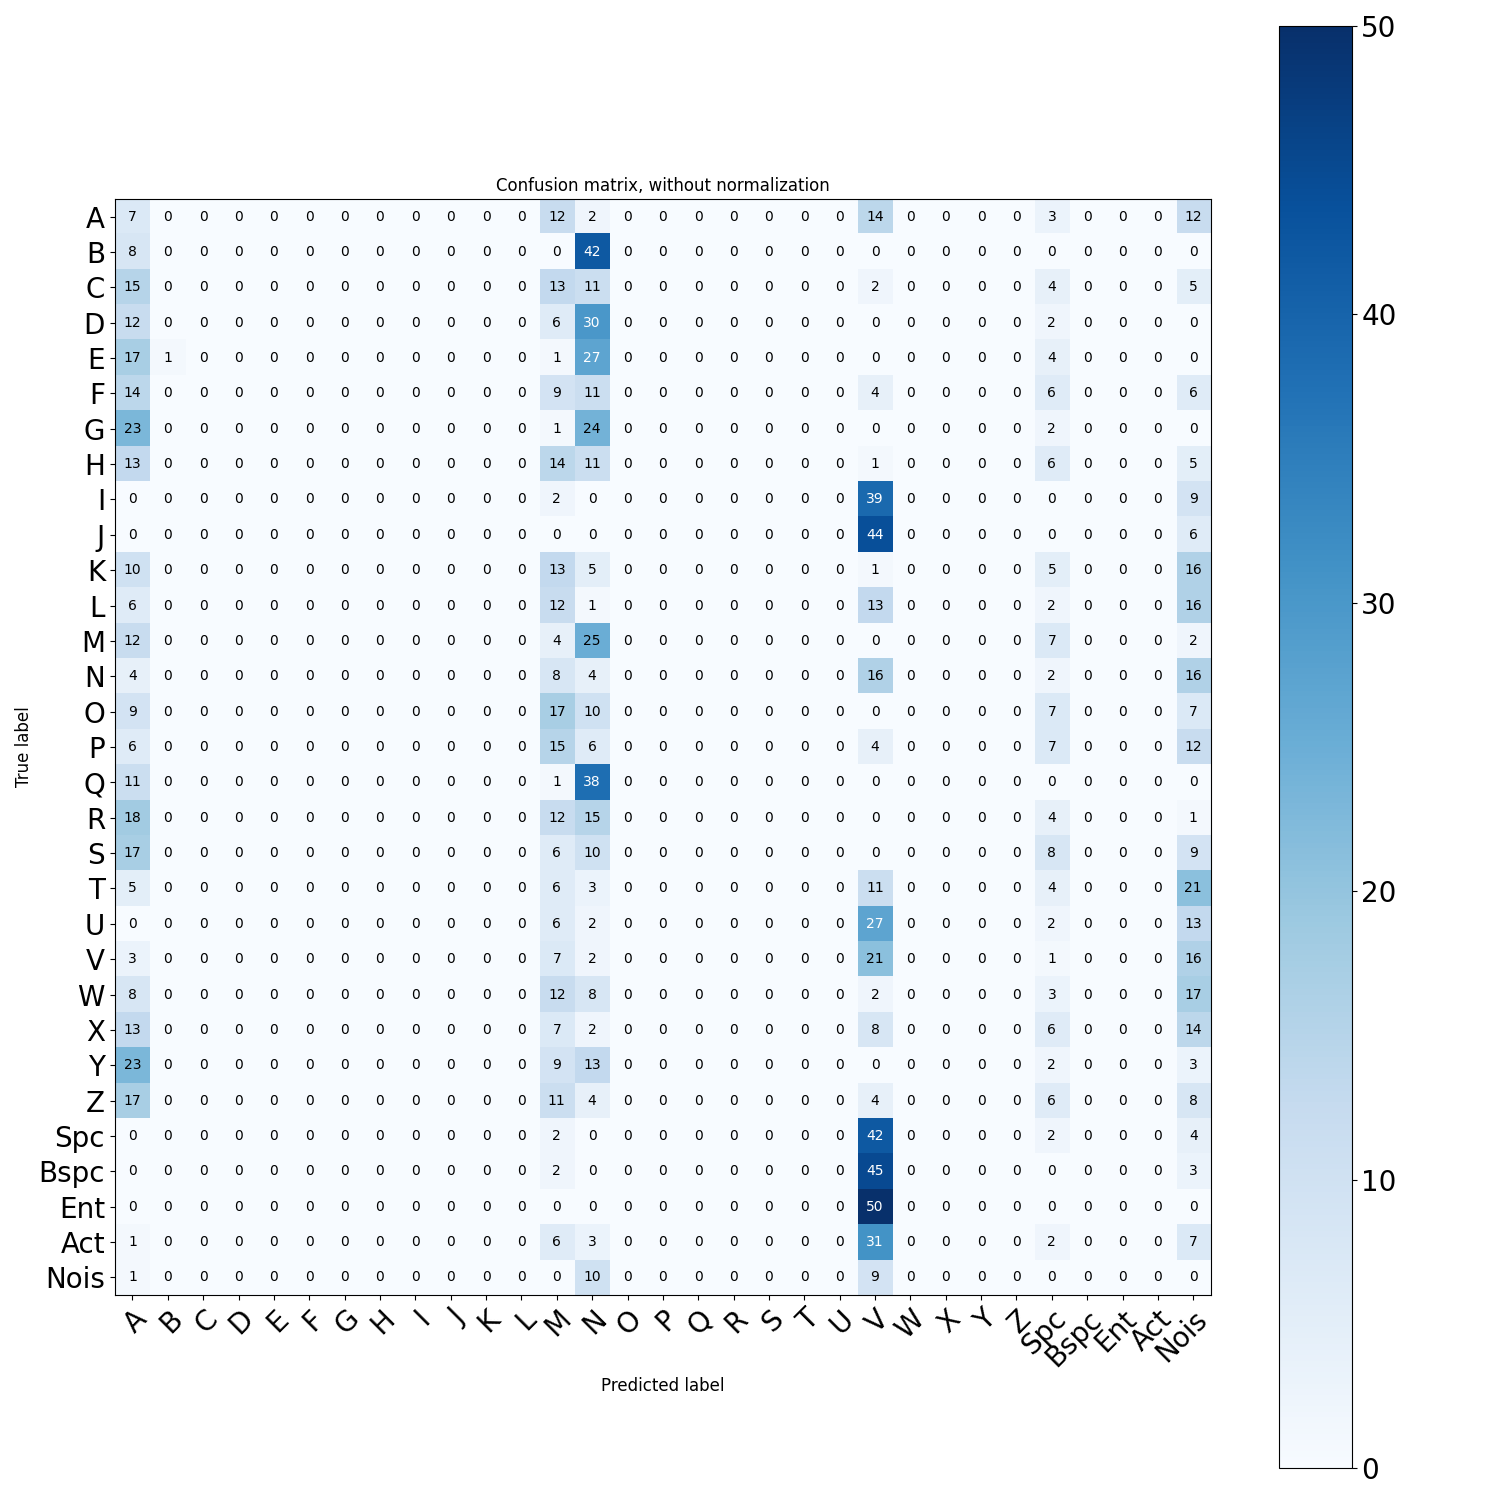 Confusion matrix, without normalization
A 7 0 0 0 0 0 0 0 0 0 0 0 12 2 0 0 0 0 0 0 0 14 0 0 0 0 3 0 0 0 12
B 8 0 0 0 0 0 0 0 0 0 0 0 0 42 0 0 0 0 0 0 0 0 0 0 0 0 0 0 0 0 0
C 15 0 0 0 0 0 0 0 0 0 0 0 13 11 0 0 0 0 0 0 0 2 0 0 0 0 4 0 0 0 5
D 12 0 0 0 0 0 0 0 0 0 0 0 6 30 0 0 0 0 0 0 0 0 0 0 0 0 2 0 0 0 0
E 17 1 0 0 0 0 0 0 0 0 0 0 1 27 0 0 0 0 0 0 0 0 0 0 0 0 4 0 0 0 0
F 14 0 0 0 0 0 0 0 0 0 0 0 9 11 0 0 0 0 0 0 0 4 0 0 0 0 6 0 0 0 6
G 23 0 0 0 0 0 0 0 0 0 0 0 1 24 0 0 0 0 0 0 0 0 0 0 0 0 2 0 0 0 0
H 13 0 0 0 0 0 0 0 0 0 0 0 14 11 0 0 0 0 0 0 0 1 0 0 0 0 6 0 0 0 5
I 0 0 0 0 0 0 0 0 0 0 0 0 2 0 0 0 0 0 0 0 0 39 0 0 0 0 0 0 0 0 9
J 0 0 0 0 0 0 0 0 0 0 0 0 0 0 0 0 0 0 0 0 0 44 0 0 0 0 0 0 0 0 6
K 10 0 0 0 0 0 0 0 0 0 0 0 13 5 0 0 0 0 0 0 0 1 0 0 0 0 5 0 0 0 16
L 6 0 0 0 0 0 0 0 0 0 0 0 12 1 0 0 0 0 0 0 0 13 0 0 0 0 2 0 0 0 16
M 12 0 0 0 0 0 0 0 0 0 0 0 4 25 0 0 0 0 0 0 0 0 0 0 0 0 7 0 0 0 2
N 4 0 0 0 0 0 0 0 0 0 0 0 8 4 0 0 0 0 0 0 0 16 0 0 0 0 2 0 0 0 16
O 9 0 0 0 0 0 0 0 0 0 0 0 17 10 0 0 0 0 0 0 0 0 0 0 0 0 7 0 0 0 7
P 6 0 0 0 0 0 0 0 0 0 0 0 15 6 0 0 0 0 0 0 0 4 0 0 0 0 7 0 0 0 12
Q 11 0 0 0 0 0 0 0 0 0 0 0 1 38 0 0 0 0 0 0 0 0 0 0 0 0 0 0 0 0 0
R 18 0 0 0 0 0 0 0 0 0 0 0 12 15 0 0 0 0 0 0 0 0 0 0 0 0 4 0 0 0 1
S 17 0 0 0 0 0 0 0 0 0 0 0 6 10 0 0 0 0 0 0 0 0 0 0 0 0 8 0 0 0 9
T 5 0 0 0 0 0 0 0 0 0 0 0 6 3 0 0 0 0 0 0 0 11 0 0 0 0 4 0 0 0 21
U 0 0 0 0 0 0 0 0 0 0 0 0 6 2 0 0 0 0 0 0 0 27 0 0 0 0 2 0 0 0 13
V 3 0 0 0 0 0 0 0 0 0 0 0 7 2 0 0 0 0 0 0 0 21 0 0 0 0 1 0 0 0 16
W 8 0 0 0 0 0 0 0 0 0 0 0 12 8 0 0 0 0 0 0 0 2 0 0 0 0 3 0 0 0 17
X 13 0 0 0 0 0 0 0 0 0 0 0 7 2 0 0 0 0 0 0 0 8 0 0 0 0 6 0 0 0 14
Y 23 0 0 0 0 0 0 0 0 0 0 0 9 13 0 0 0 0 0 0 0 0 0 0 0 0 2 0 0 0 3
Z 17 0 0 0 0 0 0 0 0 0 0 0 11 4 0 0 0 0 0 0 0 4 0 0 0 0 6 0 0 0 8
Spc 0 0 0 0 0 0 0 0 0 0 0 0 2 0 0 0 0 0 0 0 0 42 0 0 0 0 2 0 0 0 4
Bspc 0 0 0 0 0 0 0 0 0 0 0 0 2 0 0 0 0 0 0 0 0 45 0 0 0 0 0 0 0 0 3
Ent 0 0 0 0 0 0 0 0 0 0 0 0 0 0 0 0 0 0 0 0 0 50 0 0 0 0 0 0 0 0 0
Act 1 0 0 0 0 0 0 0 0 0 0 0 6 3 0 0 0 0 0 0 0 31 0 0 0 0 2 0 0 0 7
Nois 1 0 0 0 0 0 0 0 0 0 0 0 0 10 0 0 0 0 0 0 0 9 0 0 0 0 0 0 0 0 0
A B C D E F G H I J K L M N O P Q R S T U V W X Y Z Spc Bspc Ent Act Nois
Predicted label
True label
50
40
30
20
10
0